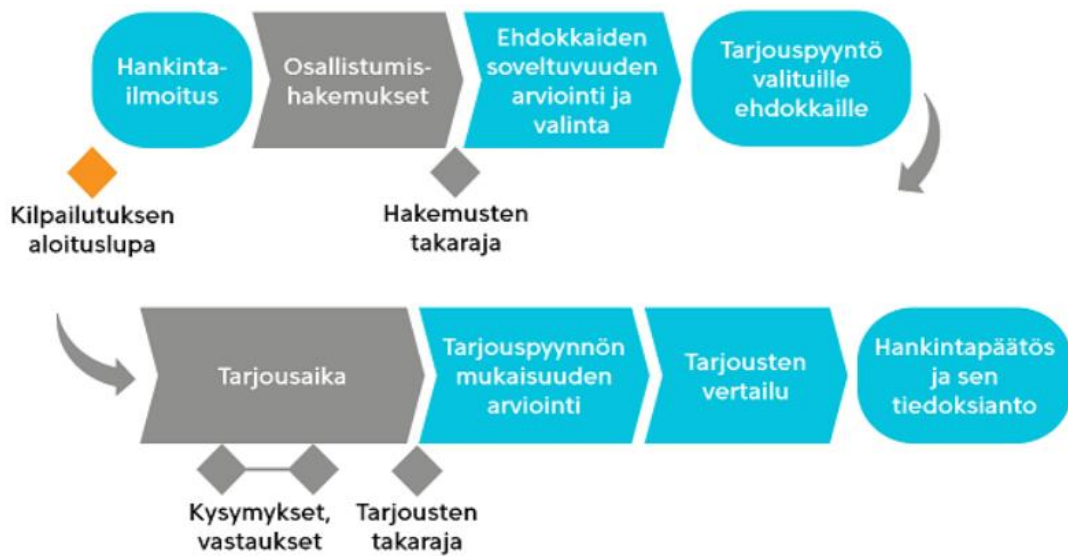 Hankinta-
ilmoitus
Osallistumis-
hakemukset
Ehdokkaiden
soveltuvuuden
arviointi ja
valinta
Tarjouspyyntö
valituille
ehdokkaille
Kilpailutuksen
aloituslupa
Hakemusten
takaraja
Tarjousaika
Tarjouspyynnön
mukaisuuden
arviointi
Tarjousten
vertailu
Hankintapäätös
ja sen
tiedoksianto
Kysymykset,
vastaukset
Tarjousten
takaraja